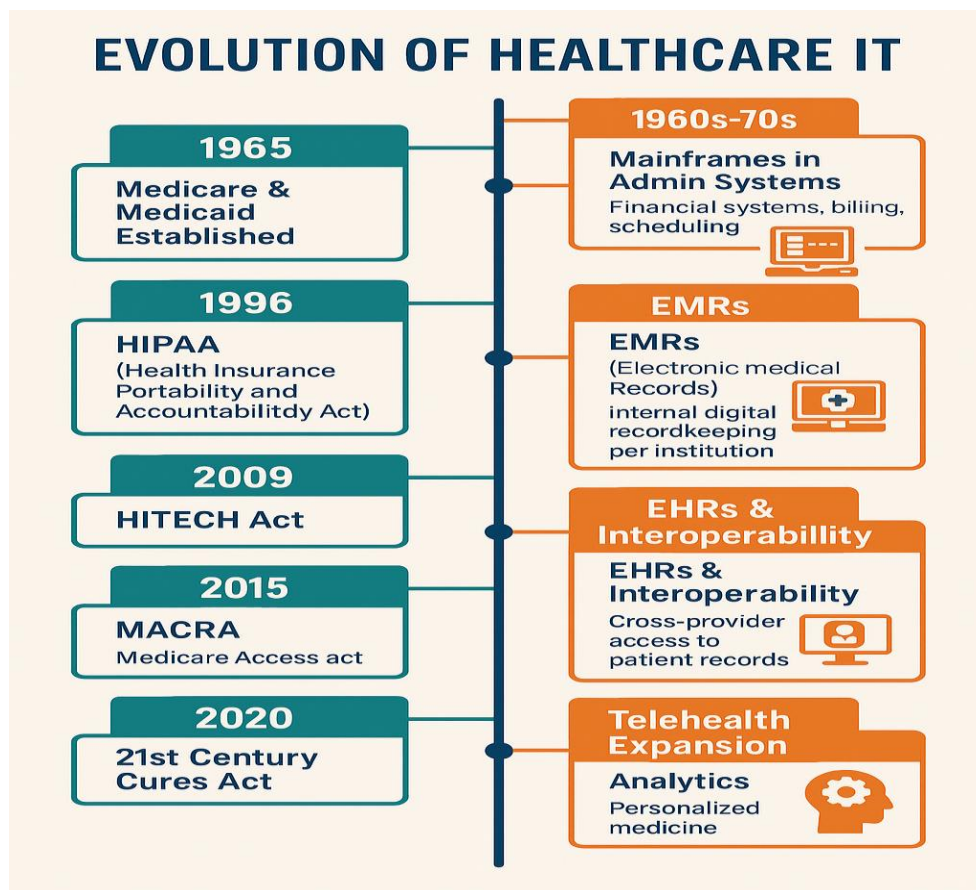 EVOLUTION OF HEALTHCARE IT
1965
Medicare &
Medicaid
Established
1996
HIPAA
(Health Insurance
Portability and
Accountabilitdy Act)
2009
HITECH Act
2015
MACRA
Medicare Access act
2020
21st Century
Cures Act
1960s-70s
Mainframes in
Admin Systems
Financial systems, biliing,
scheduling
EMRs
EMRs
(Electronic medical
Records)
internal digital
recordkeeping
per institution
EHRs &
Interoperabillity
EHRs &
Interoperability
Cross-provider
access to
patient records
Telehealth
Expansion
Analytics
Personalized
medicine